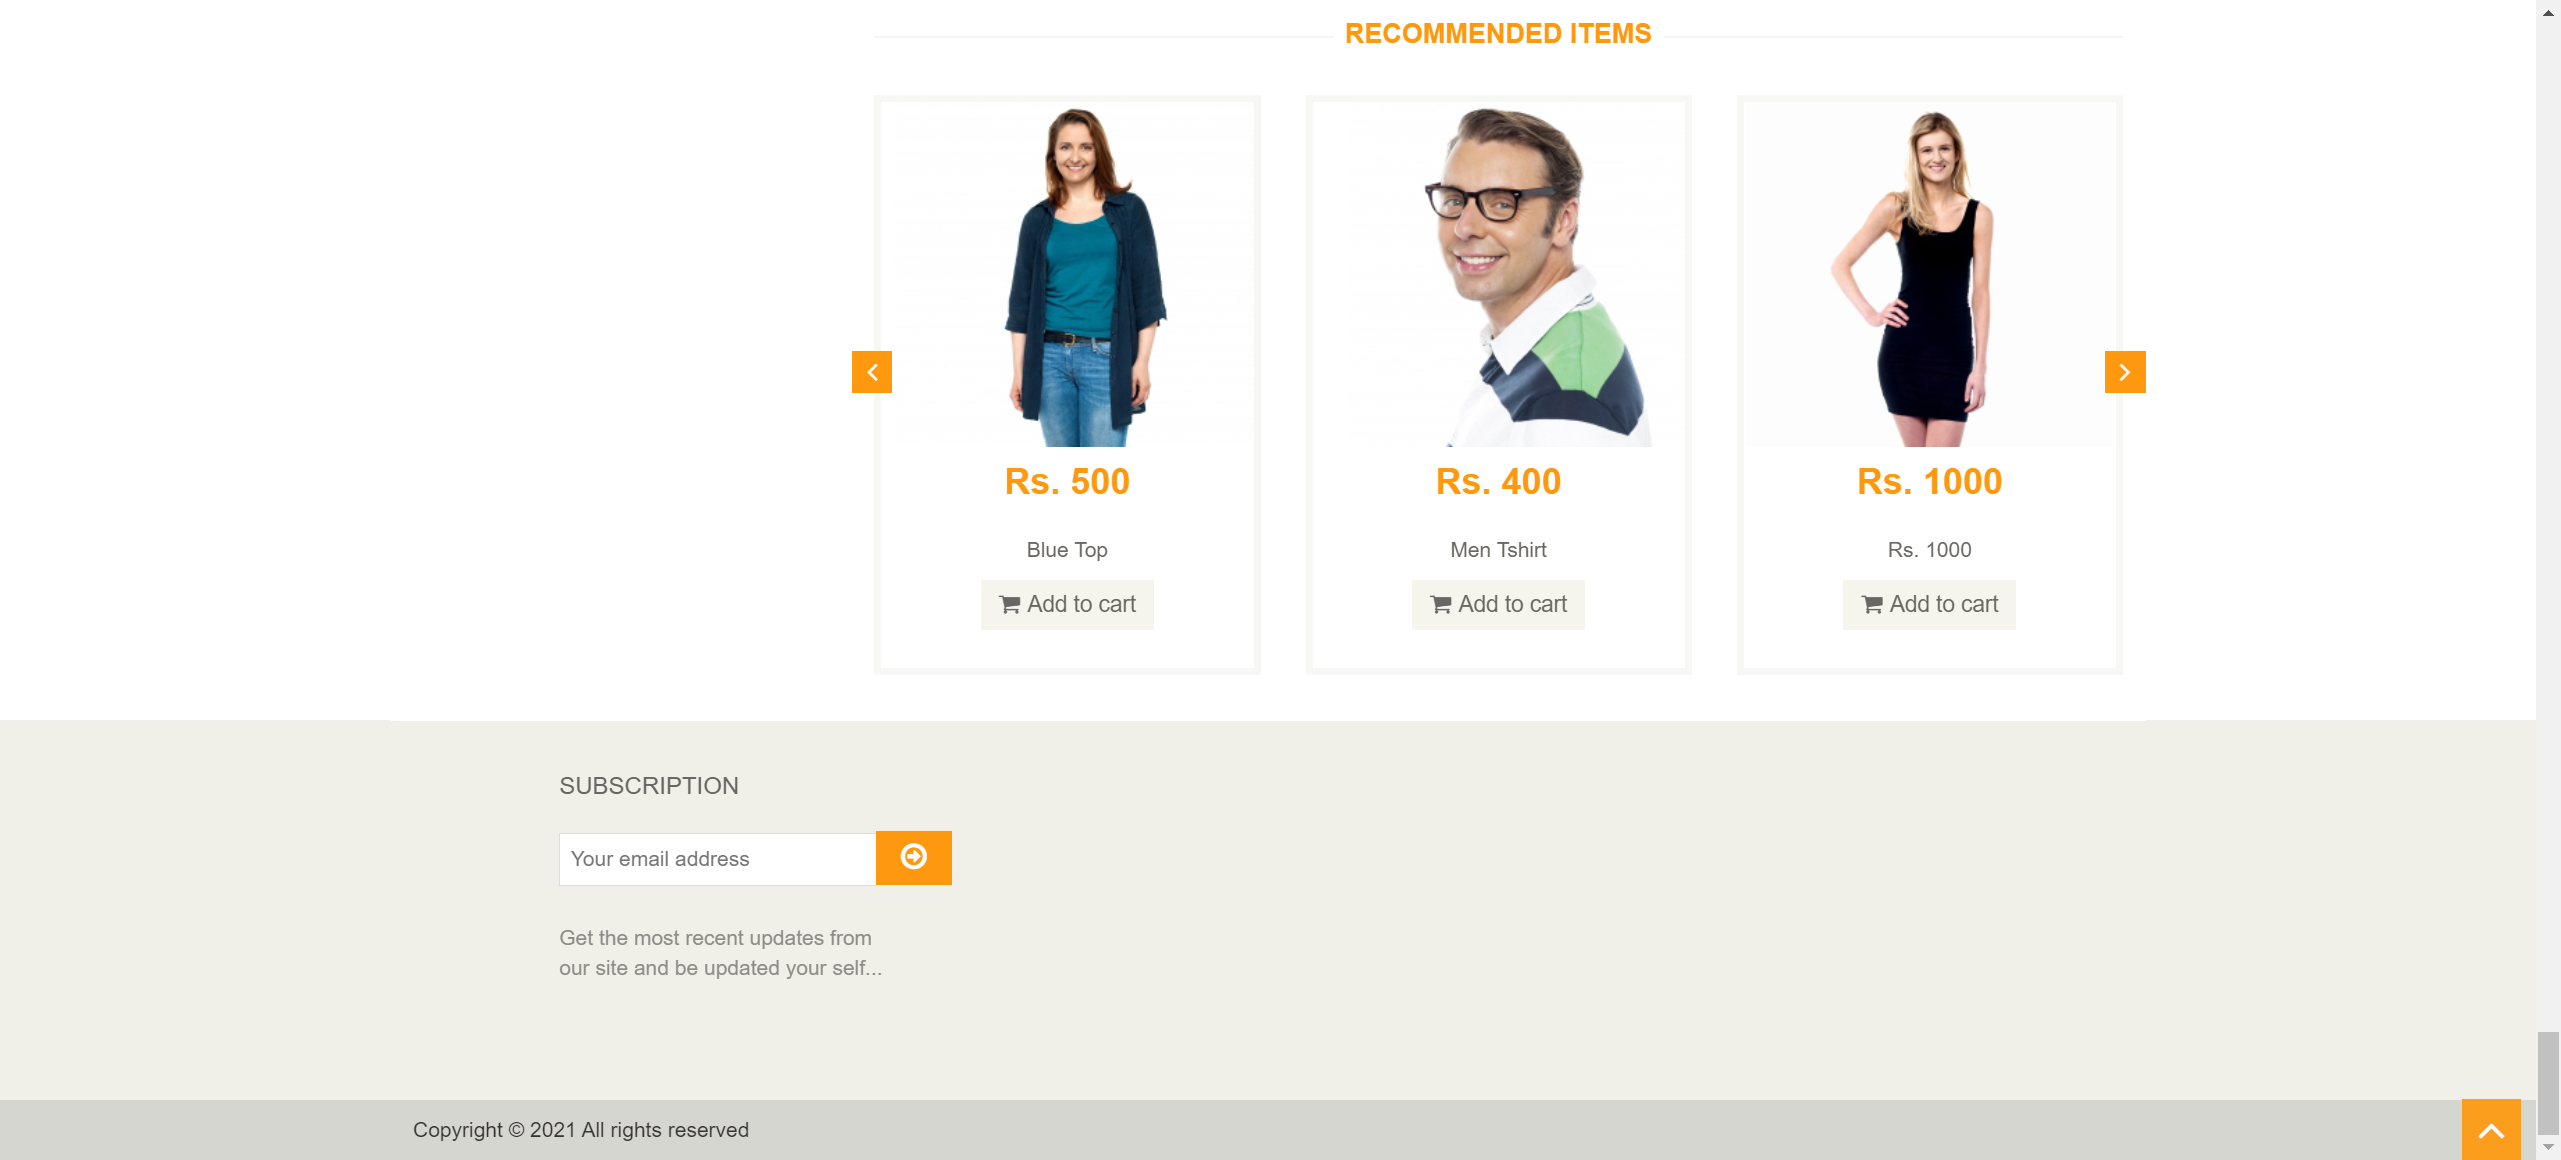 RECOMMENDED ITEMS
Rs. 500
Rs. 400
Rs. 1000
Blue Top
Men Tshirt
Rs. 1000
Add to cart
Add to cart
Add to cart
SUBSCRIPTION
Your email address
Get the most recent updates from
our site and be updated your self...
Copyright © 2021 All rights reserved